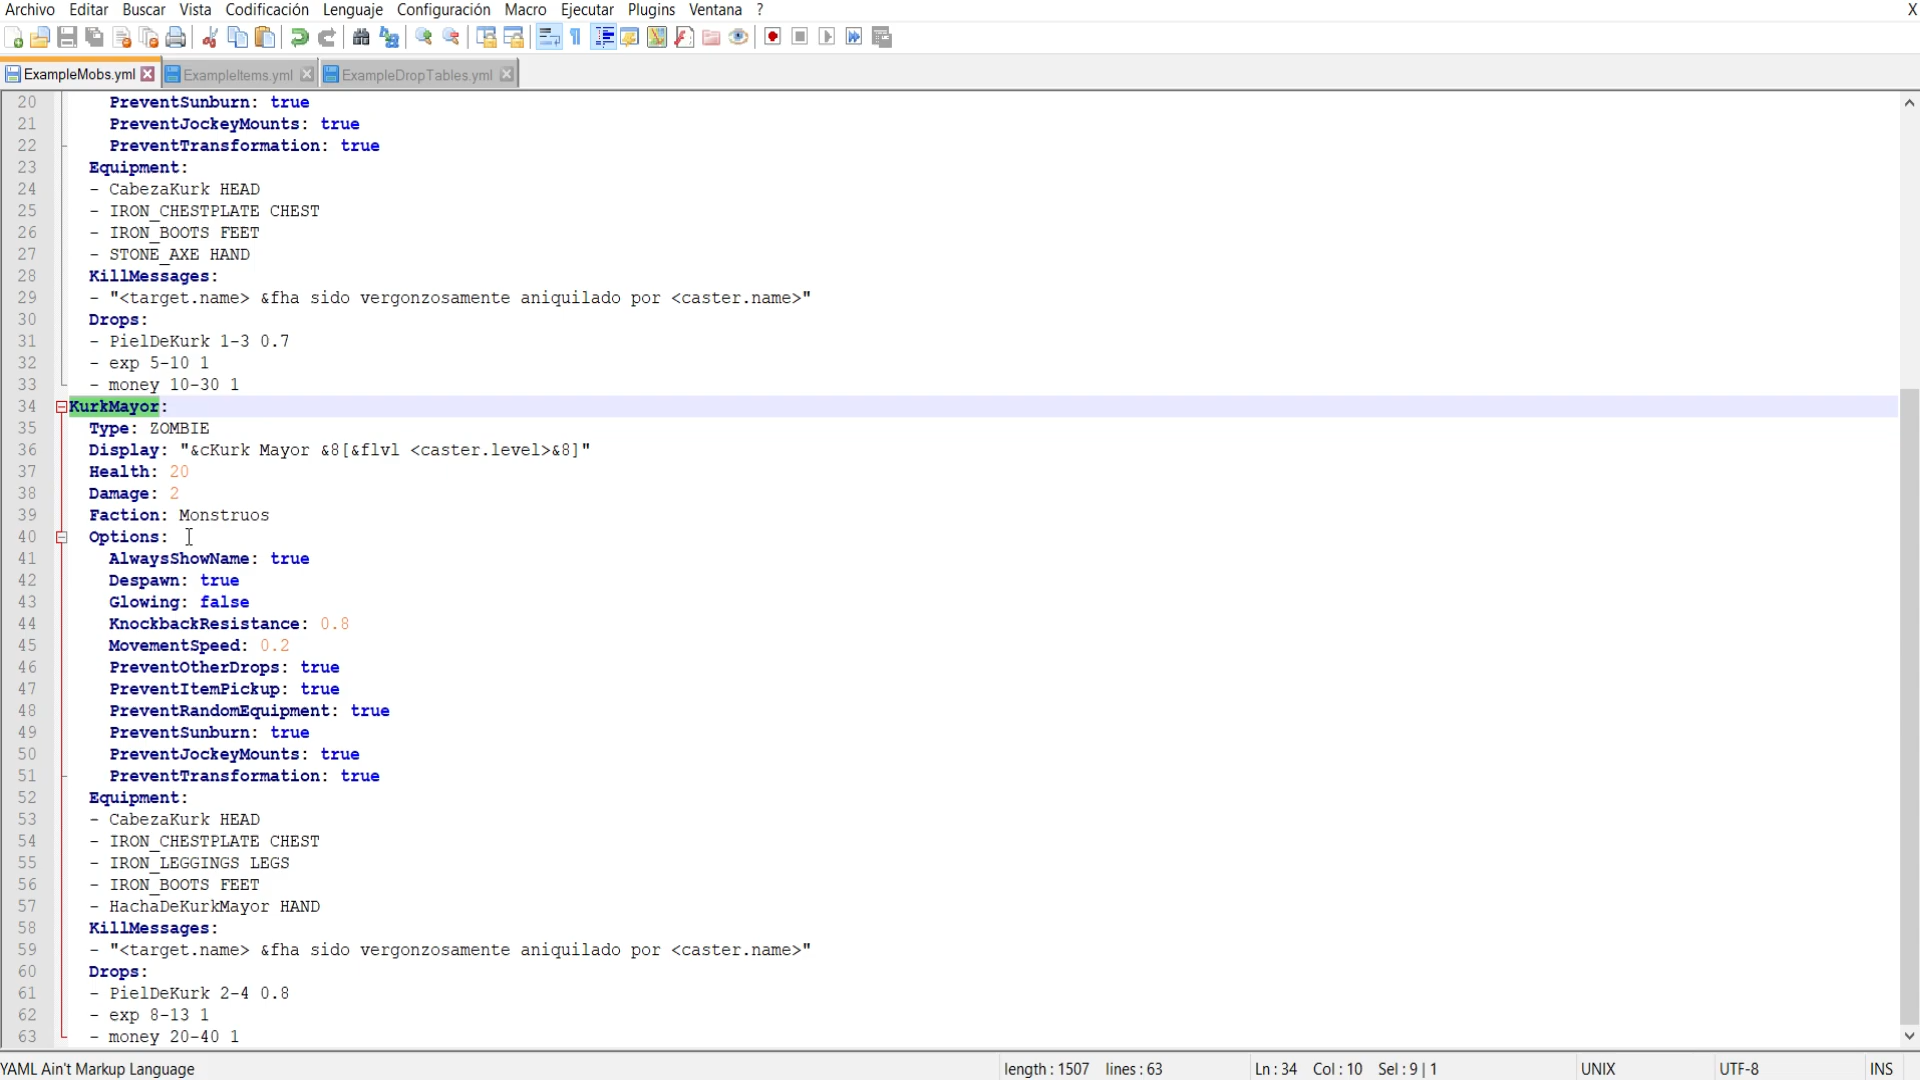 Archivo Editar Buscar Vista Codificación Lenguaje Configuración Macro Ejecutar Plugins Ventana ? X
ExampleMobs.yml ExampleItems.yml ExampleDropTables.yml
20 PreventSunburn: true
21 PreventJockeyMounts: true
22 PreventTransformation: true
23 Equipment:
24 - CabezaKurk HEAD
25 - IRON_CHESTPLATE CHEST
26 - IRON_BOOTS FEET
27 - STONE_AXE HAND
28 KillMessages:
29 - "<target.name> &fha sido vergonzosamente aniquilado por <caster.name>"
30 Drops:
31 - PielDeKurk 1-3 0.7
32 - exp 5-10 1
33 - money 10-30 1
34 KurkMayor:
35 Type: ZOMBIE
36 Display: "&cKurk Mayor &8[&flvl <caster.level>&8]"
37 Health: 20
38 Damage: 2
39 Faction: Monstruos
40 Options:
41 AlwaysShowName: true
42 Despawn: true
43 Glowing: false
44 KnockbackResistance: 0.8
45 MovementSpeed: 0.2
46 PreventOtherDrops: true
47 PreventItemPickup: true
48 PreventRandomEquipment: true
49 PreventSunburn: true
50 PreventJockeyMounts: true
51 PreventTransformation: true
52 Equipment:
53 - CabezaKurk HEAD
54 - IRON_CHESTPLATE CHEST
55 - IRON_LEGGINGS LEGS
56 - IRON_BOOTS FEET
57 - HachaDeKurkMayor HAND
58 KillMessages:
59 - "<target.name> &fha sido vergonzosamente aniquilado por <caster.name>"
60 Drops:
61 - PielDeKurk 2-4 0.8
62 - exp 8-13 1
63 - money 20-40 1
YAML Ain't Markup Language length : 1507 lines : 63 Ln : 34 Col : 10 Sel : 9 | 1 UNIX UTF-8 INS